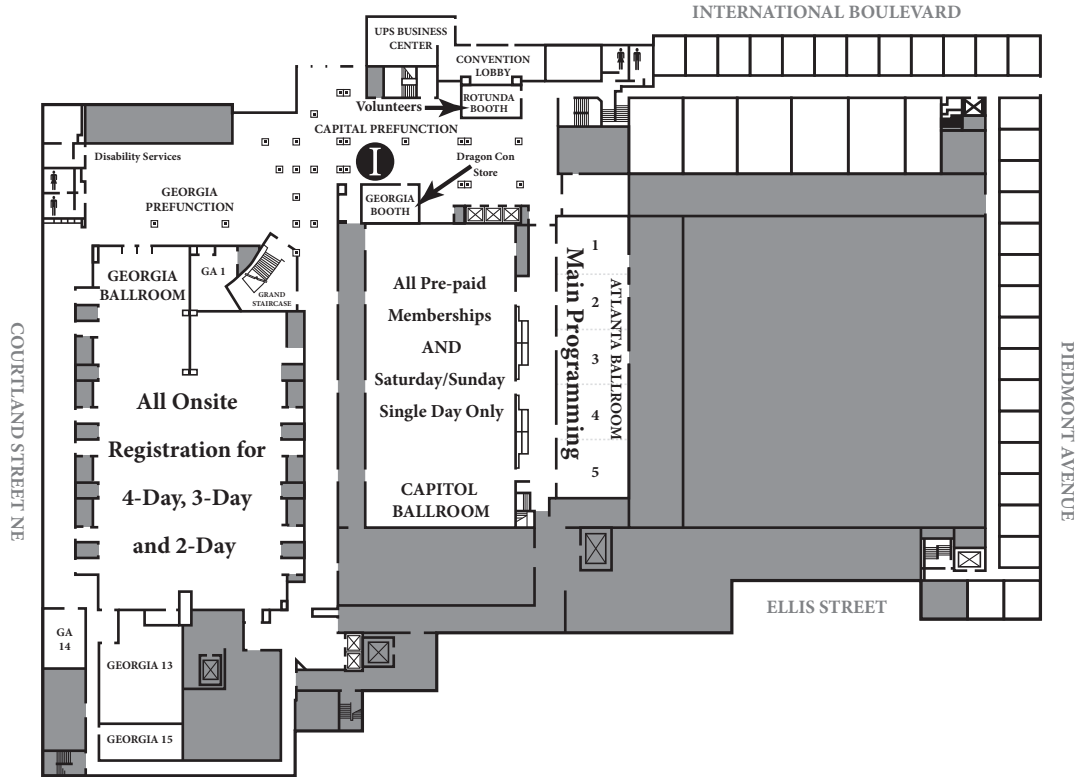 INTERNATIONAL BOULEVARD
UPS BUSINESS
CENTER
CONVENTION
LOBBY
Volunteers
ROTUNDA
BOOTH
CAPITAL PREFUNCTION
I
Disability Services
Dragon Con
Store
GEORGIA
PREFUNCTION
GEORGIA
BOOTH
GEORGIA
BALLROOM
GA 1
GRAND
STAIRCASE
All Onsite
Registration for
4-Day, 3-Day
and 2-Day
All Pre-paid
Memberships
AND
Saturday/Sunday
Single Day Only
CAPITOL
BALLROOM
Main Programming
ATLANTA BALLROOM
1
2
3
4
5
COURTLAND STREET NE
PIEDMONT AVENUE
ELLIS STREET
GA
14
GEORGIA 13
GEORGIA 15